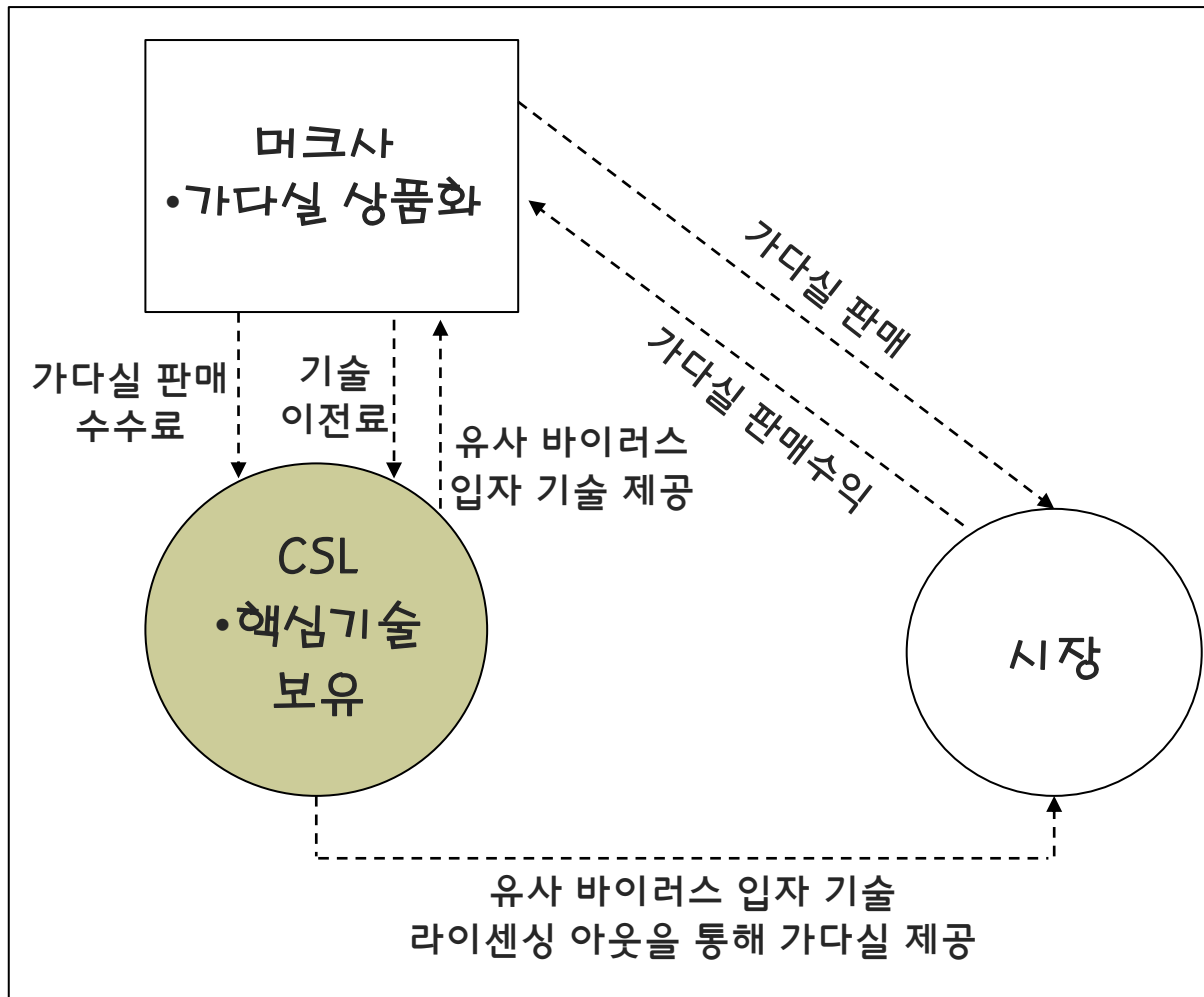 머크사
•가다실 상품화
가다실 판매
가다실 판매수익
가다실 판매
수수료
기술
이전료
유사 바이러스
입자 기술 제공
CSL
•핵심기술
보유
시장
유사 바이러스 입자 기술
라이센싱 아웃을 통해 가다실 제공